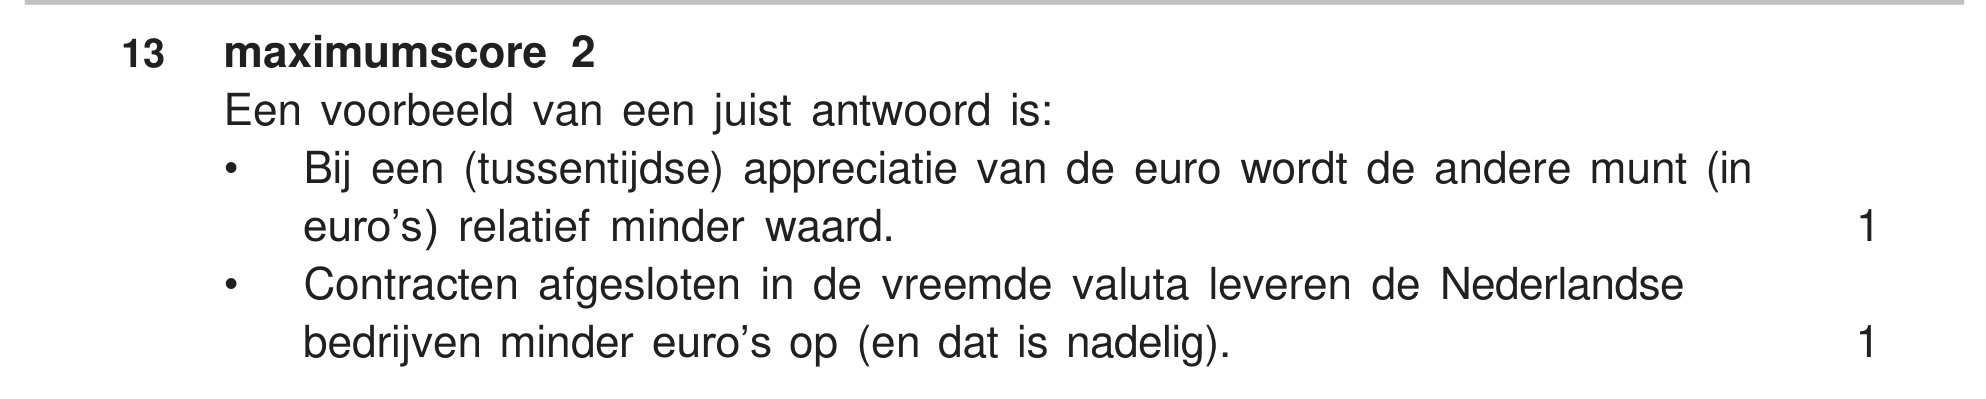 13 maximumscore 2
Een voorbeeld van een juist antwoord is:
• Bij een (tussentijdse) appreciatie van de euro wordt de andere munt (in
euro’s) relatief minder waard. 1
• Contracten afgesloten in de vreemde valuta leveren de Nederlandse
bedrijven minder euro’s op (en dat is nadelig). 1